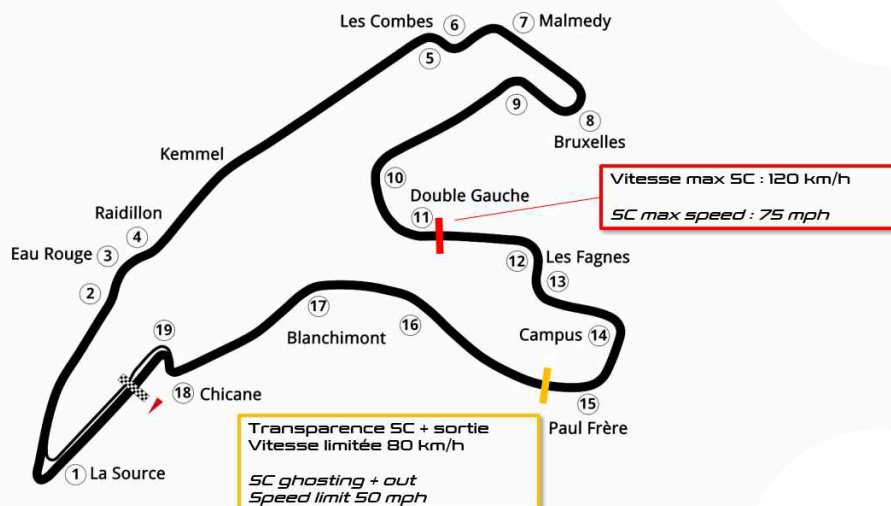 Les Combes
6
7
Malmedy
5
9
8
Bruxelles
Kemmel
10
Vitesse max SC : 120 km/h
SC max speed : 75 mph
Double Gauche
11
Raidillon
4
Eau Rouge
3
12
Les Fagnes
13
2
17
16
Blanchimont
Campus
14
19
18
Chicane
15
Paul Frère
Transparence SC + sortie
Vitesse limitée 80 km/h
SC ghosting + out
Speed limit 50 mph
1
La Source